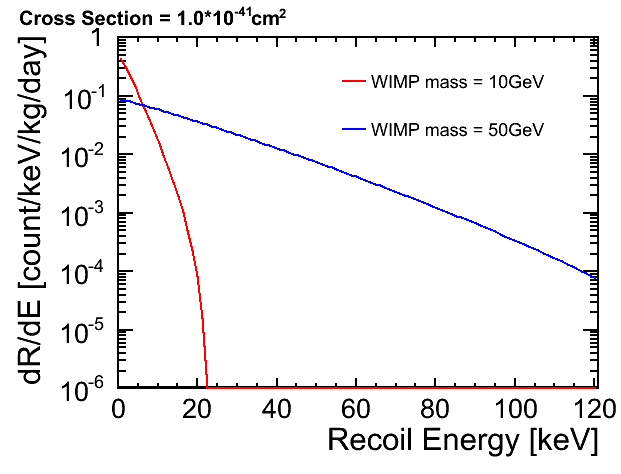 Cross Section = 1.0*10⁻⁴¹cm²
1
10⁻¹
10⁻²
10⁻³
10⁻⁴
10⁻⁵
10⁻⁶
dR/dE [count/keV/kg/day]
WIMP mass = 10GeV
WIMP mass = 50GeV
0 20 40 60 80 100 120
Recoil Energy [keV]